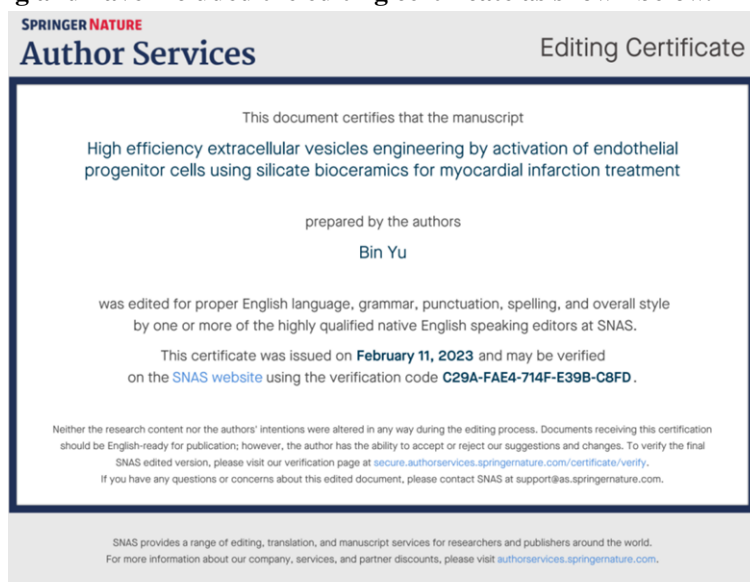 g and have included the editing certificate as shown below.
SPRINGER NATURE
Author Services
Editing Certificate
This document certifies that the manuscript
High efficiency extracellular vesicles engineering by activation of endothelial
progenitor cells using silicate bioceramics for myocardial infarction treatment
prepared by the authors
Bin Yu
was edited for proper English language, grammar, punctuation, spelling, and overall style
by one or more of the highly qualified native English speaking editors at SNAS.
This certificate was issued on February 11, 2023 and may be verified
on the SNAS website using the verification code C29A-FAE4-714F-E39B-C8FD.
Neither the research content nor the authors' intentions were altered in any way during the editing process. Documents receiving this certification
should be English-ready for publication; however, the author has the ability to accept or reject our suggestions and changes. To verify the final
SNAS edited version, please visit our verification page at secure.authorservices.springernature.com/certificate/verify.
If you have any questions or concerns about this edited document, please contact SNAS at support@as.springernature.com.
SNAS provides a range of editing, translation, and manuscript services for researchers and publishers around the world.
For more information about our company, services, and partner discounts, please visit authorservices.springernature.com.